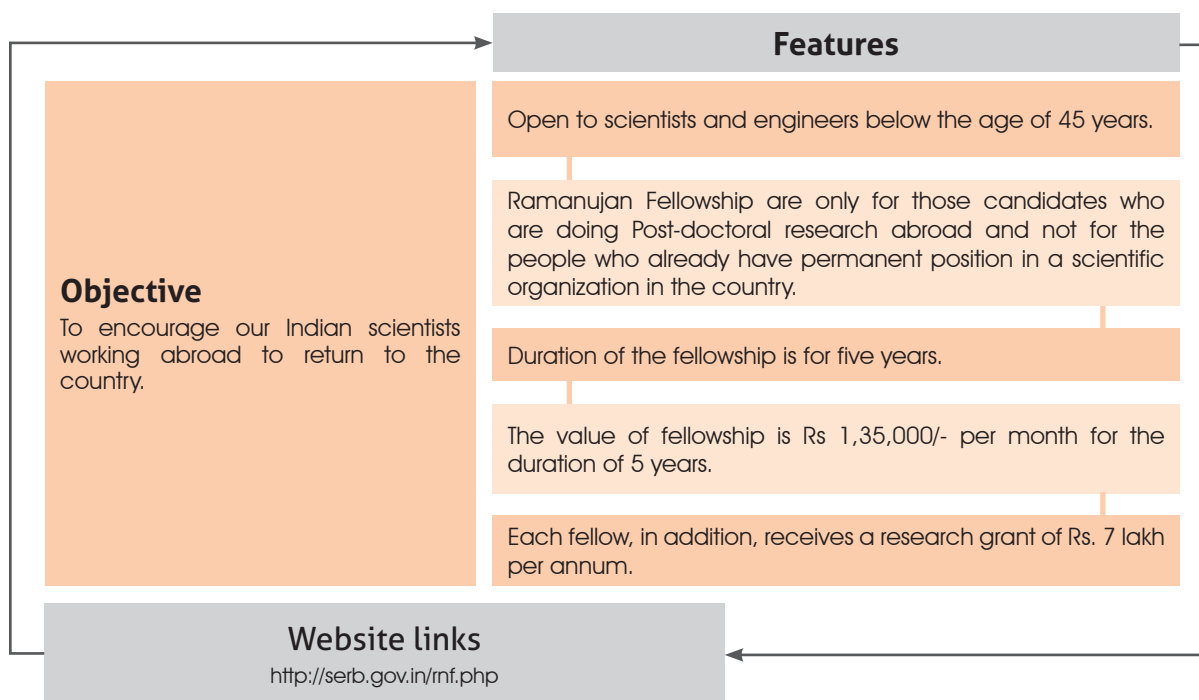 Features
Objective
To encourage our Indian scientists
working abroad to return to the
country.
Open to scientists and engineers below the age of 45 years.
Ramanujan Fellowship are only for those candidates who
are doing Post-doctoral research abroad and not for the
people who already have permanent position in a scientific
organization in the country.
Duration of the fellowship is for five years.
The value of fellowship is Rs 1,35,000/- per month for the
duration of 5 years.
Each fellow, in addition, receives a research grant of Rs. 7 lakh
per annum.
Website links
http://serb.gov.in/rnf.php